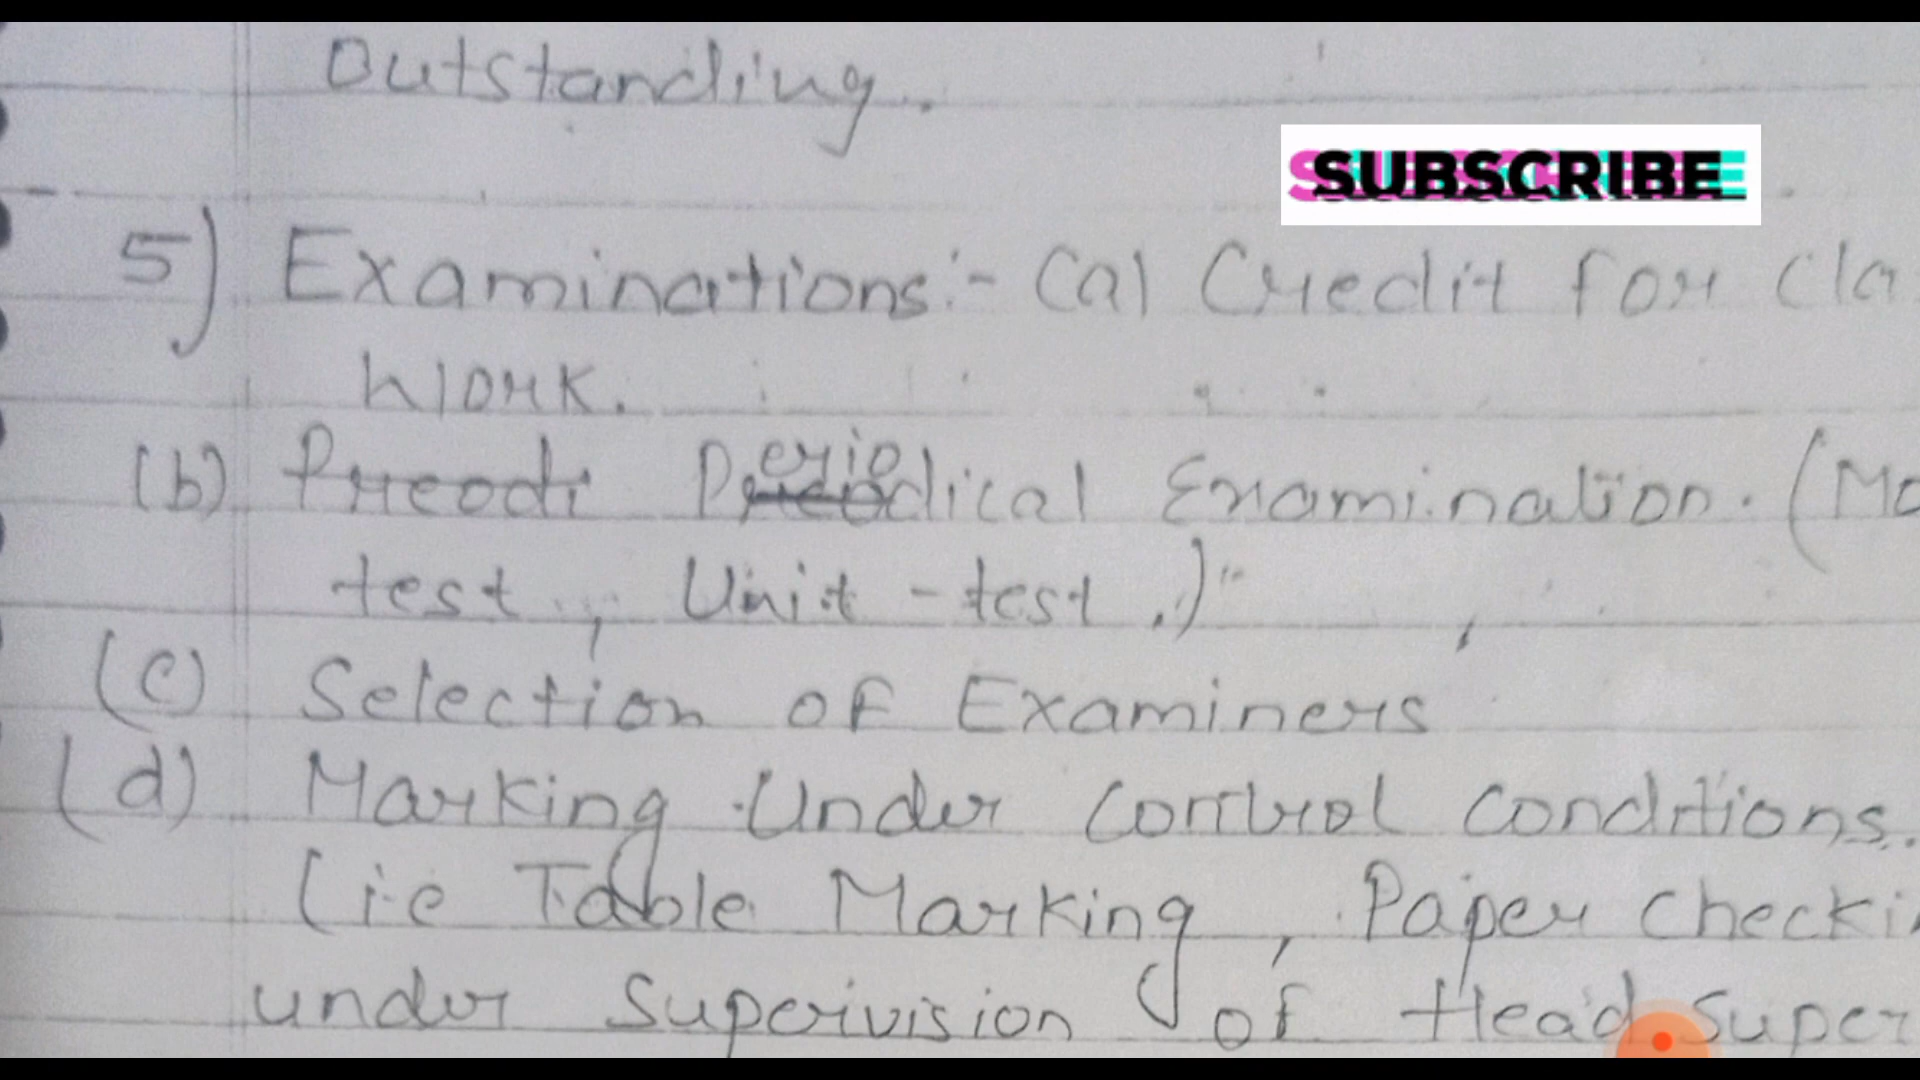 Outstanding.
SUBSCRIBE
5) Examinations:- (a) Credit for Cla
Work.
(b) Preodi Periodical Examination. (Mo
test, Unit - test.)
(c) Selection of Examiners
(d) Marking Under Control Conditions.
(i.e Table Marking, Paper Checki
under Supervision of Head Super